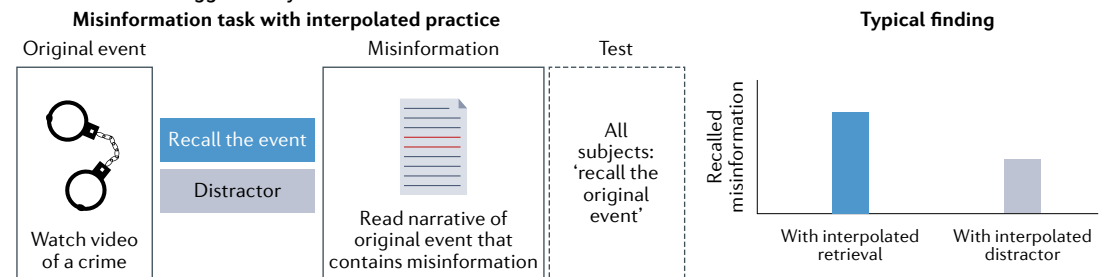 Misinformation task with interpolated practice
Typical finding
Original event
Misinformation
Test
Recall the event
Distractor
Watch video
of a crime
Read narrative of
original event that
contains misinformation
All
subjects:
‘recall the
original
event’
Recalled
misinformation
With interpolated
retrieval
With interpolated
distractor